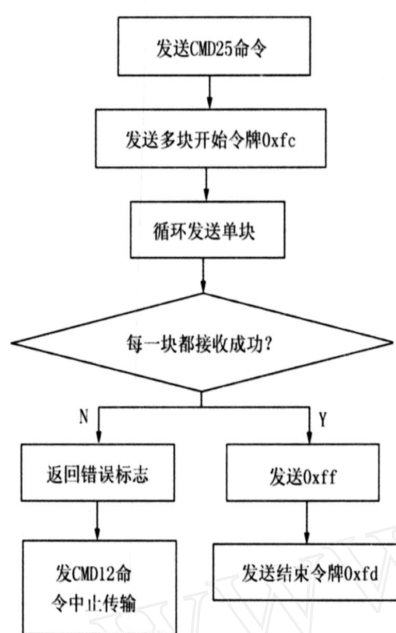 发送CMD25命令
发送多块开始令牌0xfc
循环发送单块
每一块都接收成功?
N
Y
返回错误标志
发送0xff
发CMD12命
令中止传输
发送结束令牌0xfd